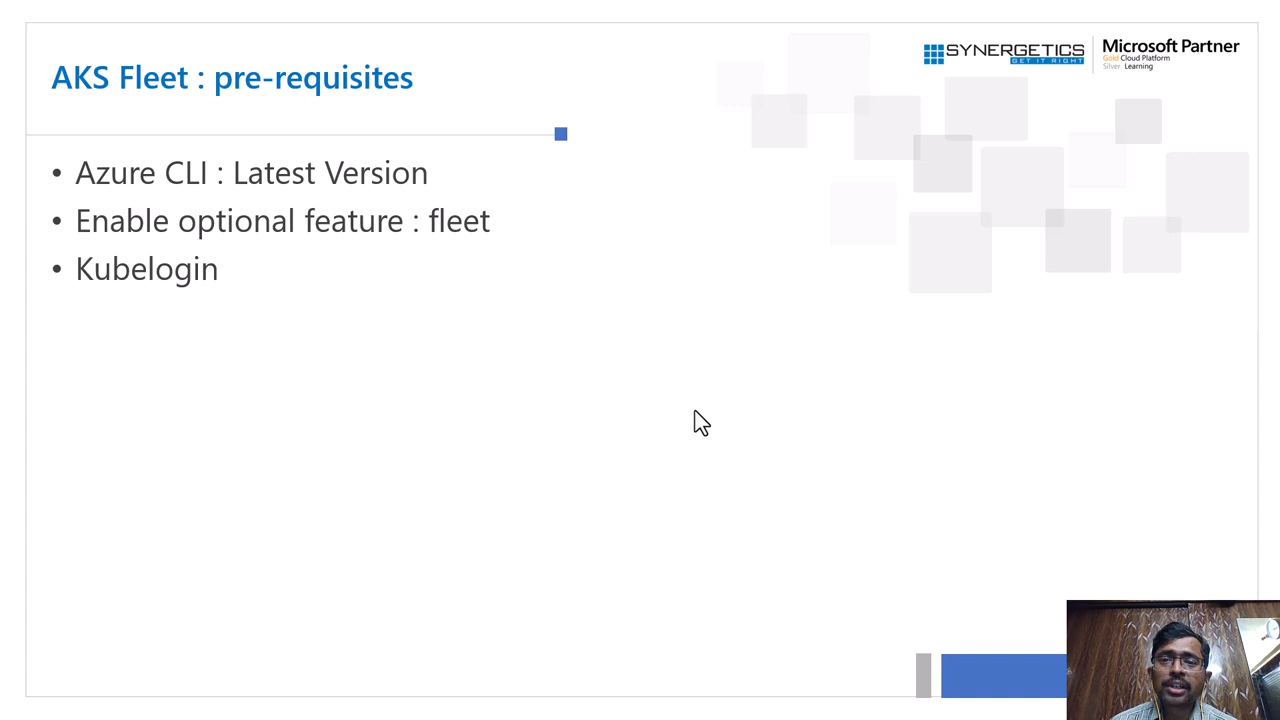 AKS Fleet : pre-requisites
SYNERGETICS
GET IT RIGHT
Microsoft Partner
Gold Cloud Platform
Silver Learning
• Azure CLI : Latest Version
• Enable optional feature : fleet
• Kubelogin